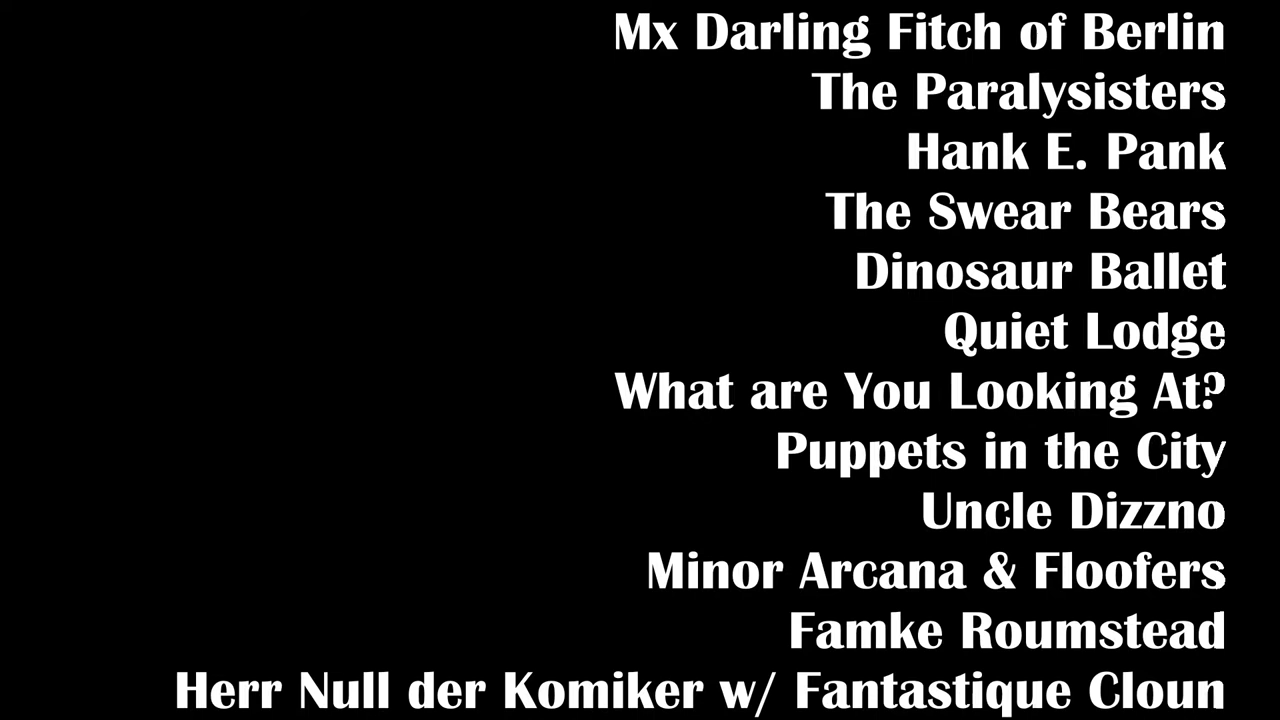 Mx Darling Fitch of Berlin
The Paralysisters
Hank E. Pank
The Swear Bears
Dinosaur Ballet
Quiet Lodge
What are You Looking At?
Puppets in the City
Uncle Dizzno
Minor Arcana & Floofers
Famke Roumstead
Herr Null der Komiker w/ Fantastique Cloun